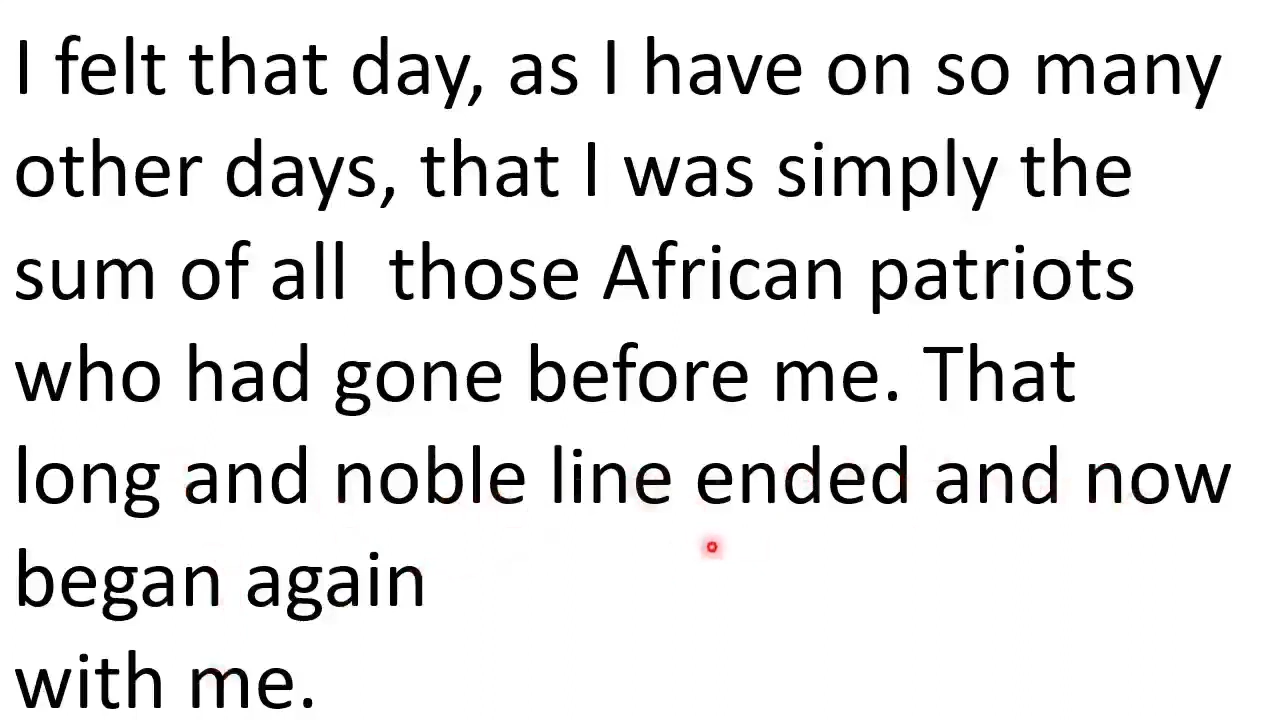 I felt that day, as I have on so many
other days, that I was simply the
sum of all  those African patriots
who had gone before me. That
long and noble line ended and now
began again
with me.